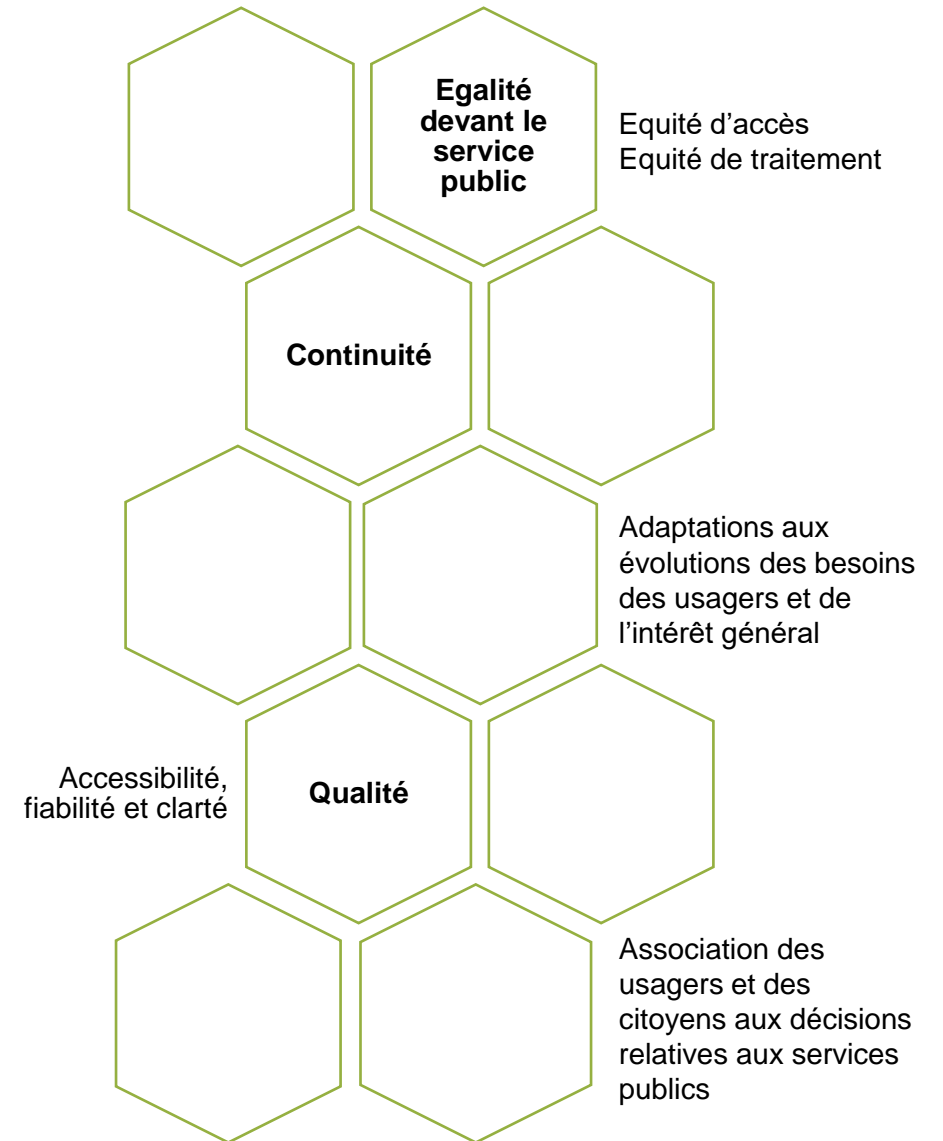 Egalité
devant le
service
public
Equité d’accès
Equité de traitement
Continuité
Adaptations aux
évolutions des besoins
des usagers et de
l’intérêt général
Accessibilité,
fiabilité et clarté
Qualité
Association des
usagers et des
citoyens aux décisions
relatives aux services
publics